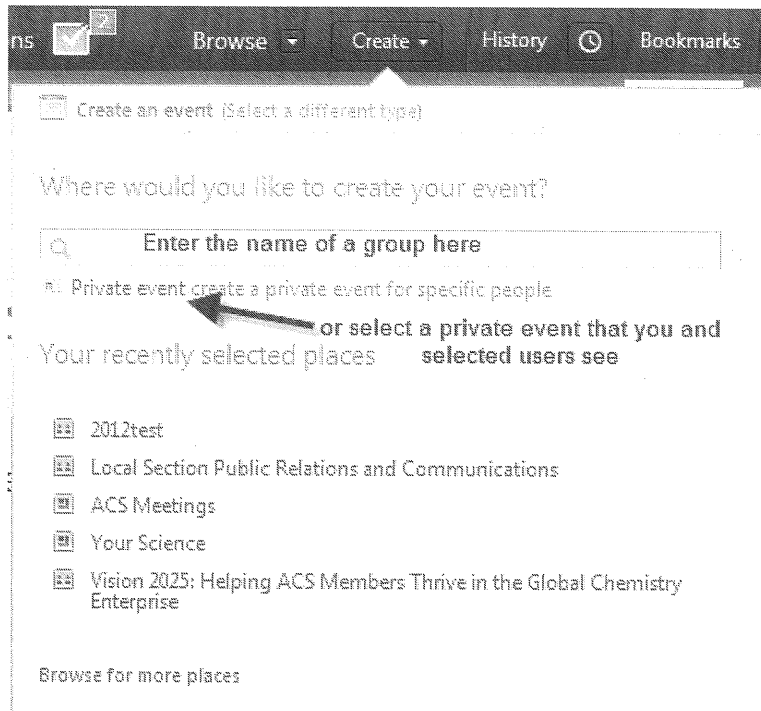 ns 2 Browse Create History Bookmarks
Create an event (Select a different type)
Where would you like to create your event?
Enter the name of a group here
Private event create a private event for specific people
or select a private event that you and
selected users see
Your recently selected places
2012test
Local Section Public Relations and Communications
ACS Meetings
Your Science
Vision 2025: Helping ACS Members Thrive in the Global Chemistry
Enterprise
Browse for more places